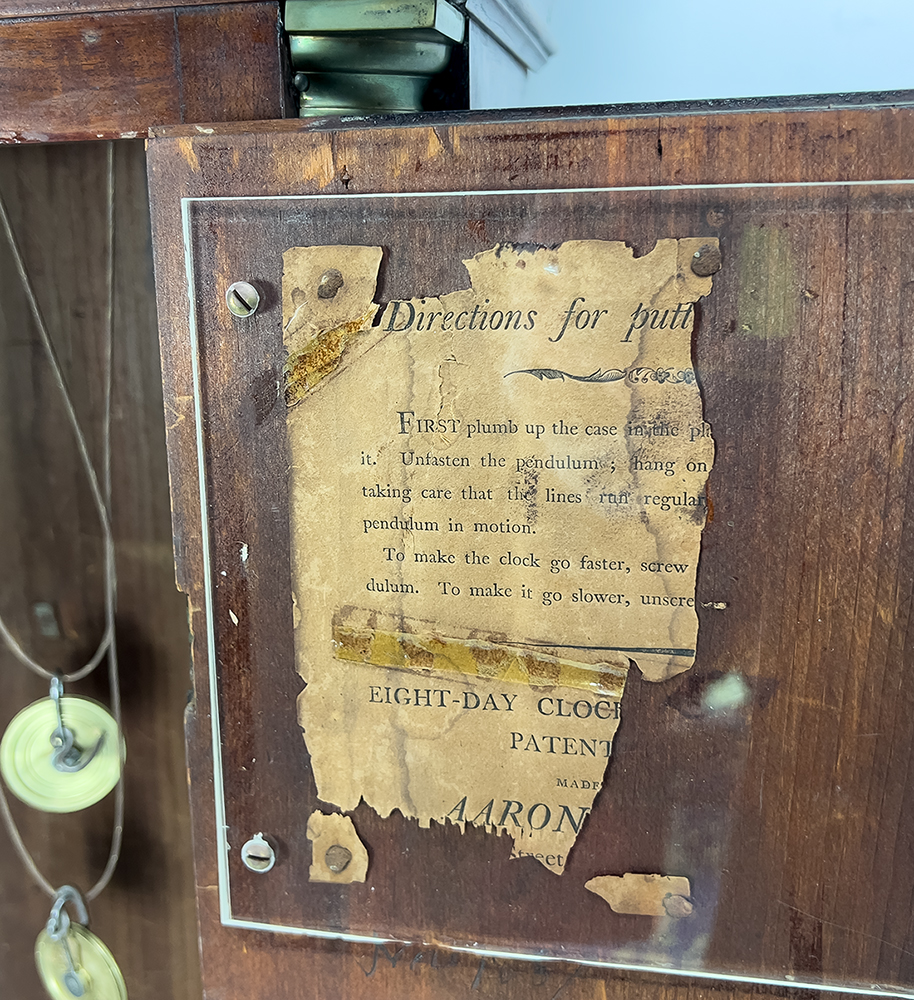 Directions for putt
FIRST plumb up the case in the pl
it. Unfasten the pendulum ; hang on
taking care that the lines run regular
pendulum in motion.
To make the clock go faster, screw
dulum. To make it go slower, unscre
EIGHT-DAY CLOCK
PATENT
MADE
AARON
treet